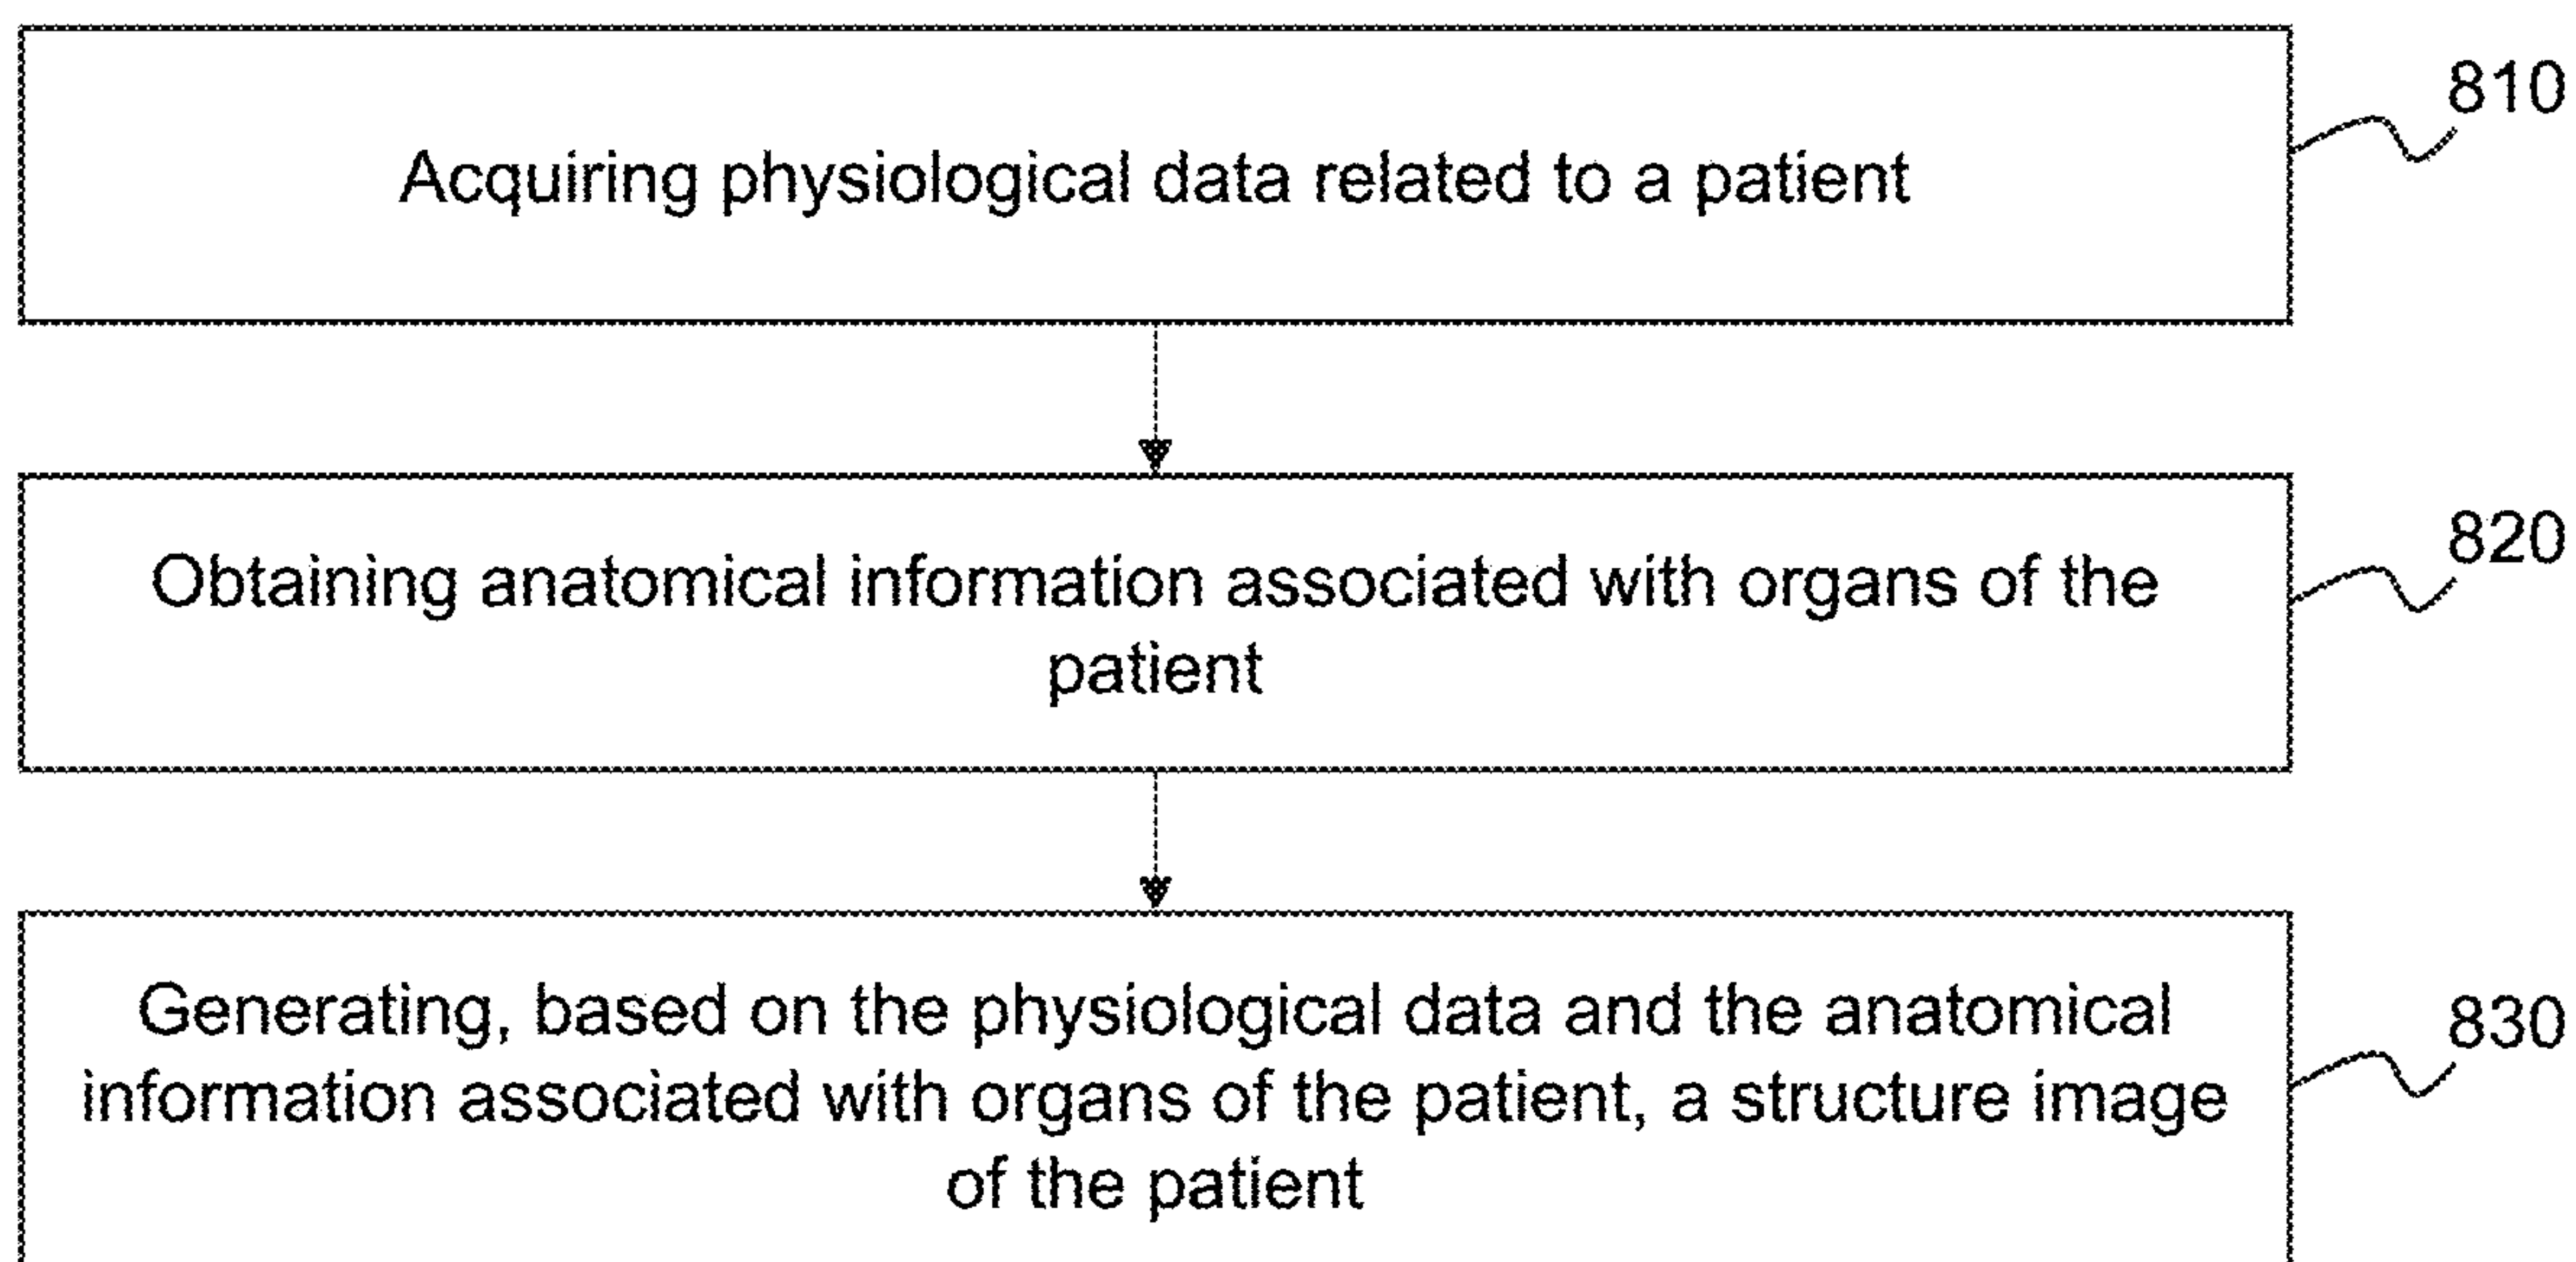 810
Acquiring physiological data related to a patient
820
Obtaining anatomical information associated with organs of the
patient
830
Generating, based on the physiological data and the anatomical
information associated with organs of the patient, a structure image
of the patient